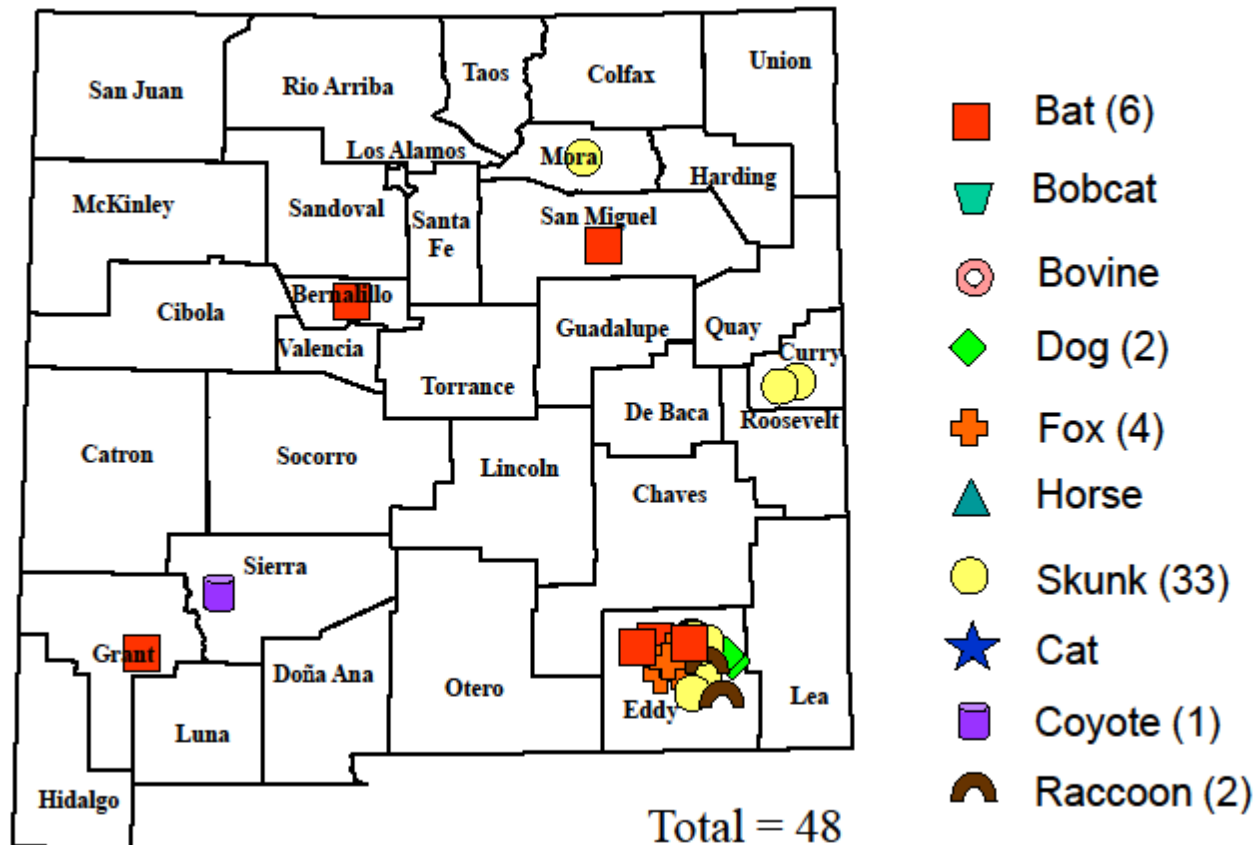 San Juan
Rio Arriba
Taos
Colfax
Union
Los Alamos
Mora
Harding
McKinley
Sandoval
Santa
Fe
San Miguel
Bernalillo
Cibola
Valencia
Guadalupe
Quay
Curry
Torrance
De Baca
Roosevelt
Catron
Socorro
Lincoln
Chaves
Sierra
Grant
Doña Ana
Otero
Eddy
Lea
Luna
Hidalgo
Total = 48
Bat (6)
Bobcat
Bovine
Dog (2)
Fox (4)
Horse
Skunk (33)
Cat
Coyote (1)
Raccoon (2)